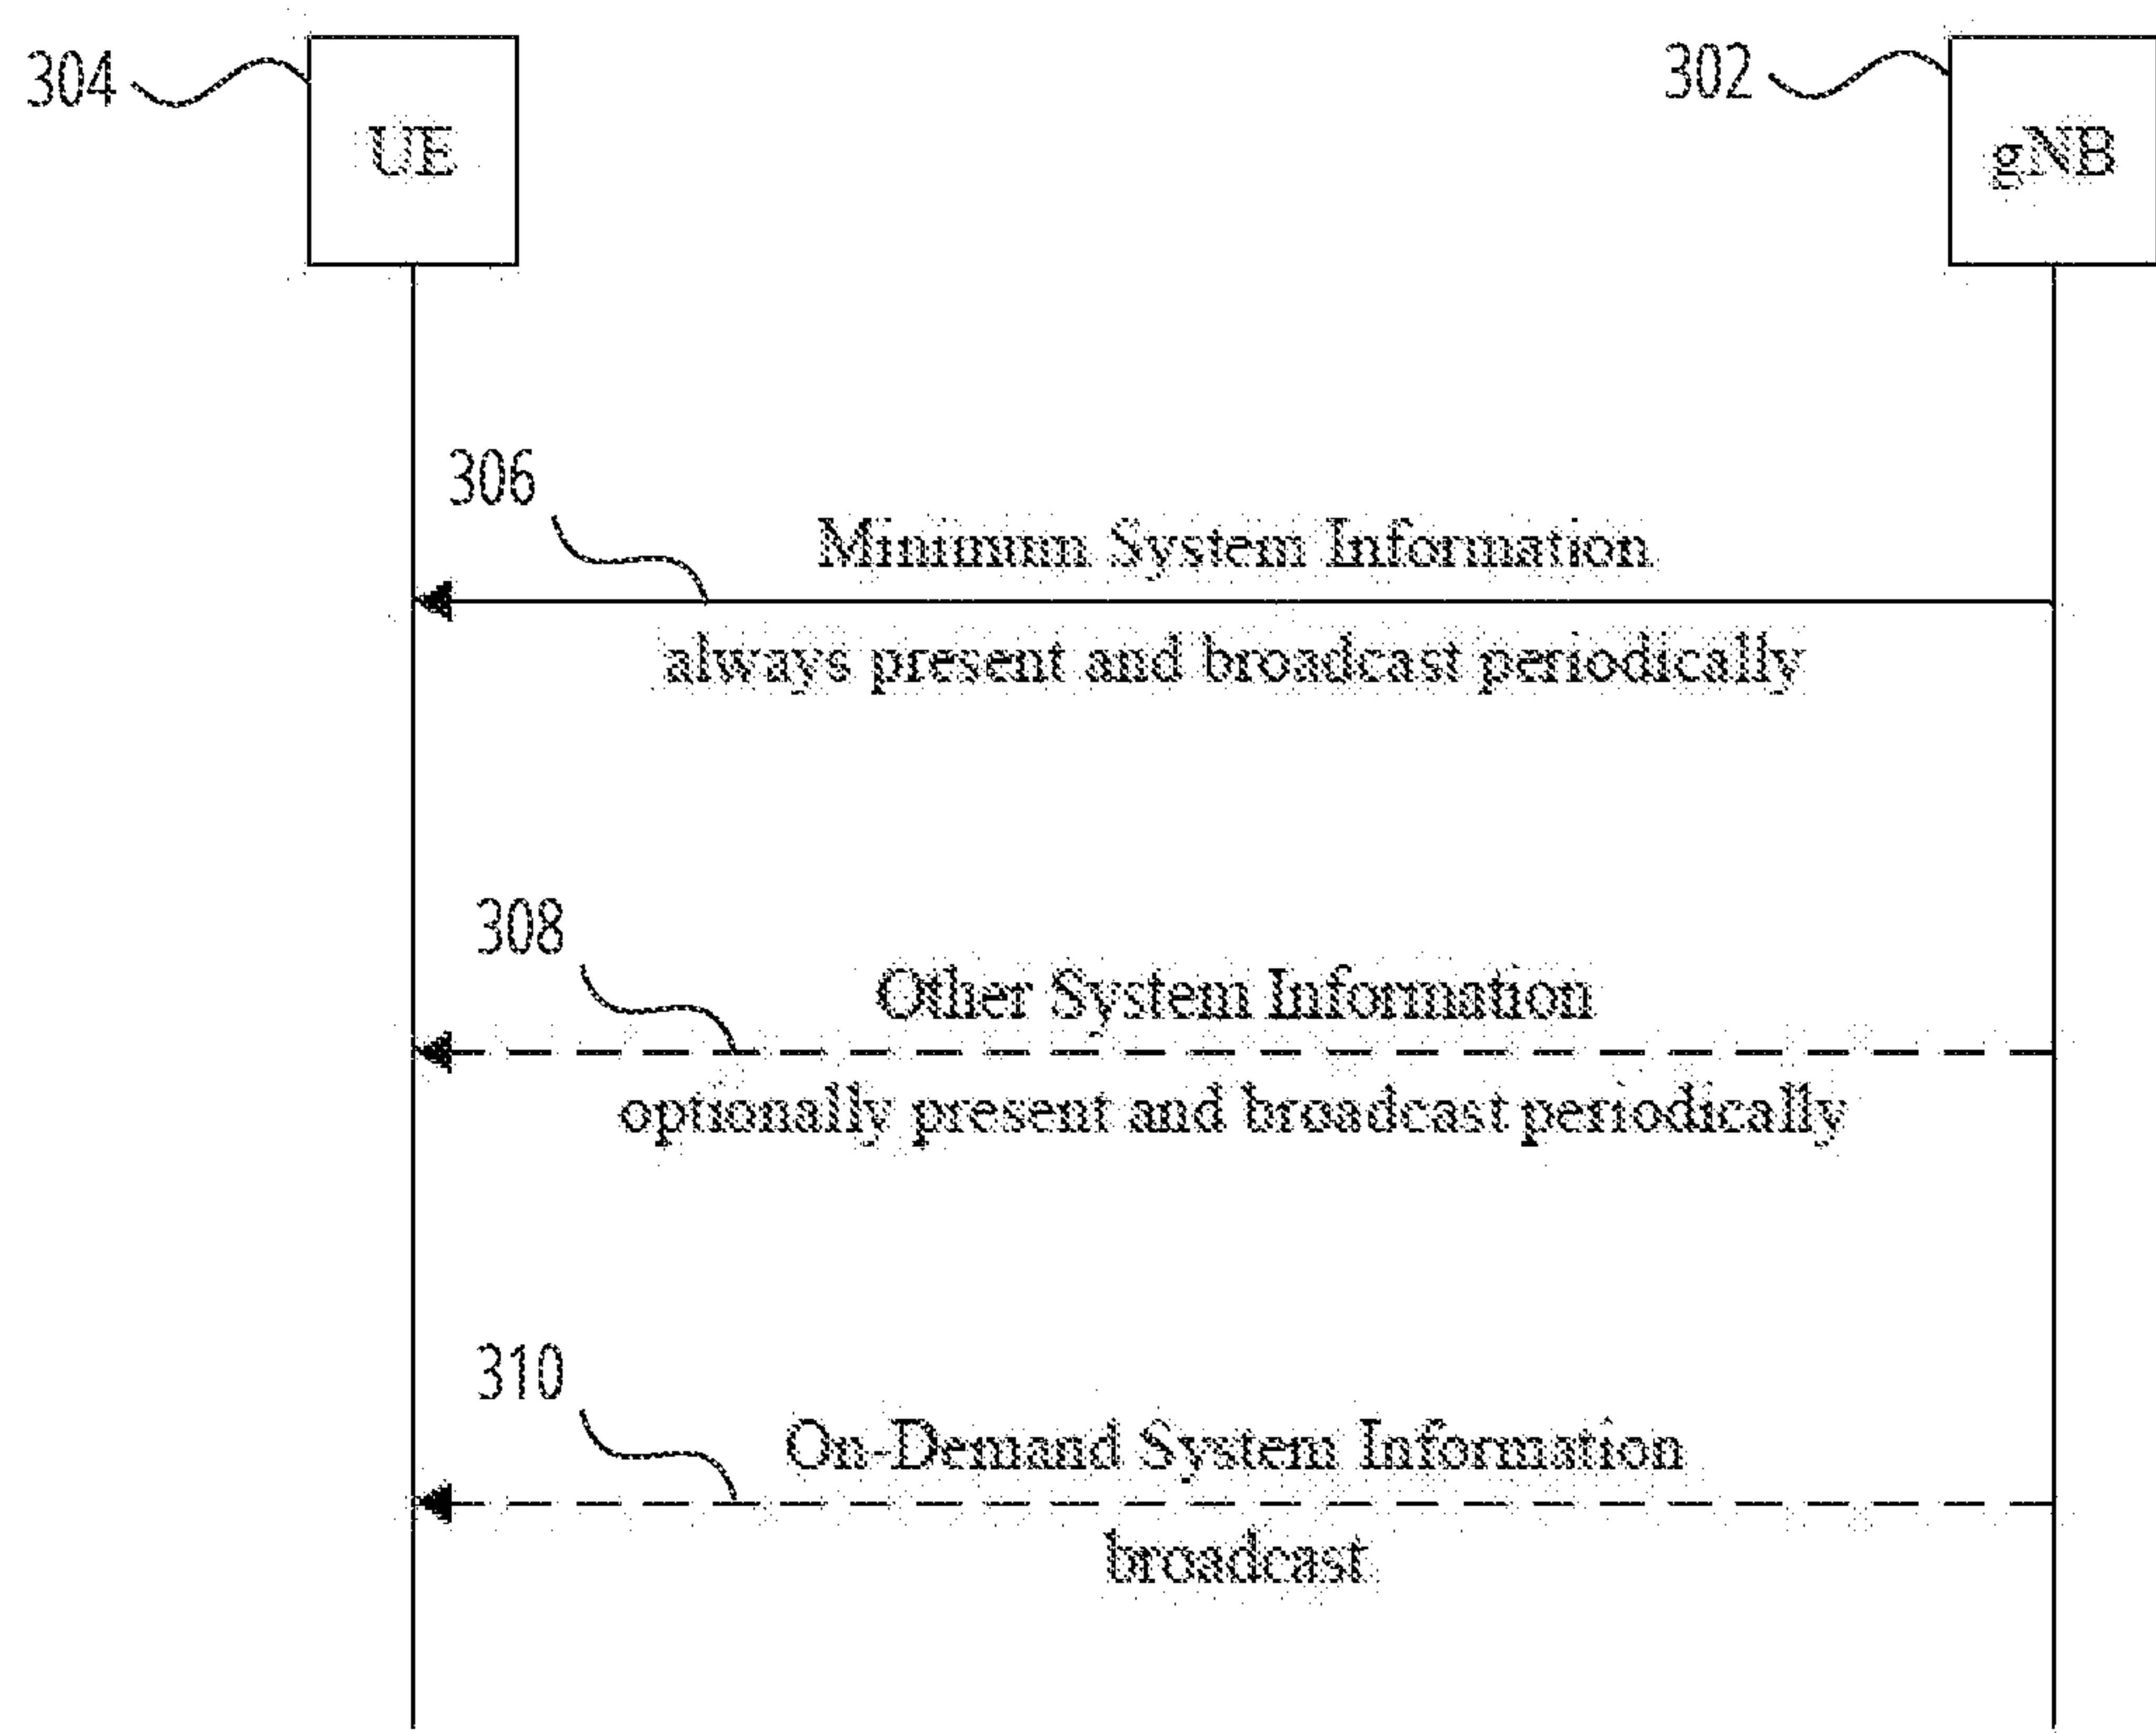 304
UE
302
gNB
306
Minimum System Information
always present and broadcast periodically
308
Other System Information
optionally present and broadcast periodically
310
On-Demand System Information
broadcast